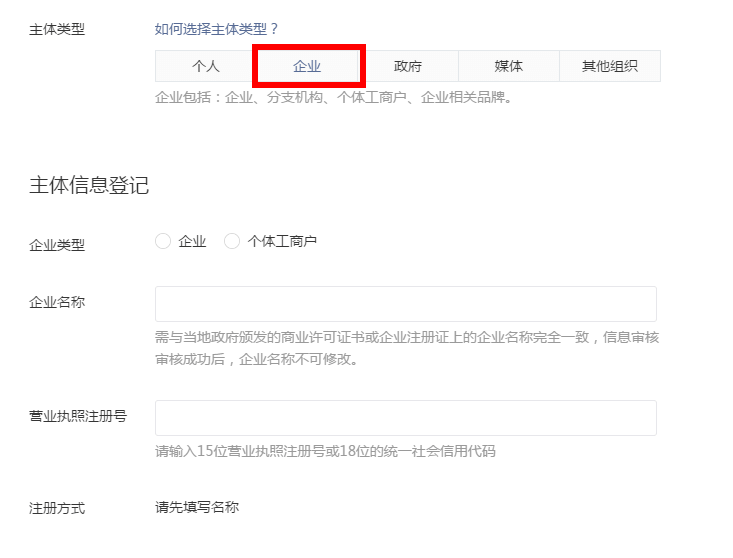 主体类型 如何选择主体类型？
个人 企业 政府 媒体 其他组织
企业包括：企业、分支机构、个体工商户、企业相关品牌。
主体信息登记
企业类型 企业 个体工商户
企业名称
需与当地政府颁发的商业许可证书或企业注册证上的企业名称完全一致，信息审核
审核成功后，企业名称不可修改。
营业执照注册号
请输入15位营业执照注册号或18位的统一社会信用代码
注册方式 请先填写名称